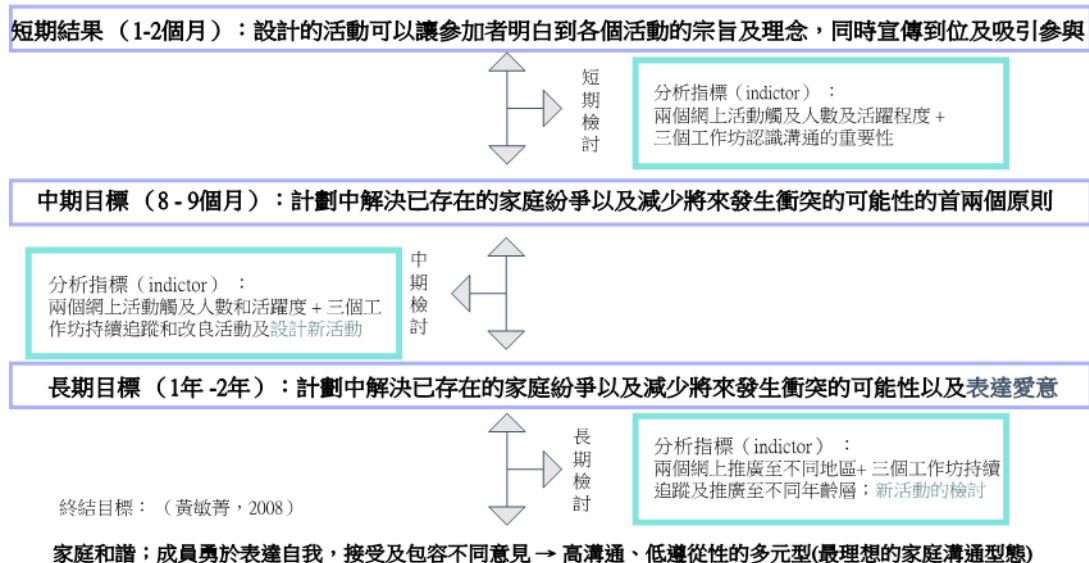 短期結果 （1-2個月）：設計的活動可以讓參加者明白到各個活動的宗旨及理念，同時宣傳到位及吸引參與
短期檢討
分析指標（indictor）：
兩個網上活動觸及人數及活躍程度 +
三個工作坊認識溝通的重要性
中期目標 （8 - 9個月）：計劃中解決已存在的家庭紛爭以及減少將來發生衝突的可能性的首兩個原則
分析指標（indictor）：
兩個網上活動觸及人數和活躍度 + 三個工
作坊持續追蹤和改良活動及設計新活動
中期檢討
長期目標 （1年 -2年）：計劃中解決已存在的家庭紛爭以及減少將來發生衝突的可能性以及表達愛意
長期檢討
分析指標（indictor）：
兩個網上推廣至不同地區+ 三個工作坊持續
追蹤及推廣至不同年齡層；新活動的檢討
終結目標： （黃敏菁，2008）
家庭和諧；成員勇於表達自我，接受及包容不同意見 → 高溝通、低遵從性的多元型(最理想的家庭溝通型態)